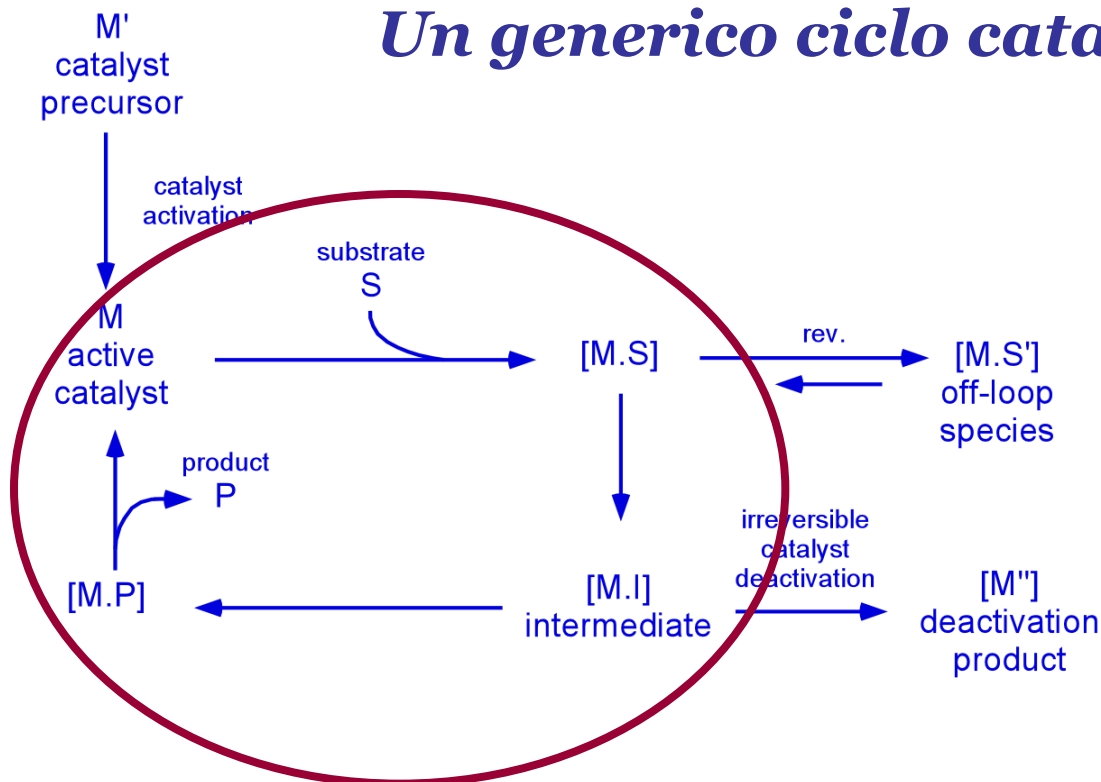 Un generico ciclo cata
M'
catalyst
precursor
catalyst
activation
substrate
S
M
active
catalyst
[M.S]
rev.
[M.S']
off-loop
species
product
P
[M.P]
[M.I]
intermediate
irreversible
catalyst
deactivation
[M'']
deactivation
product